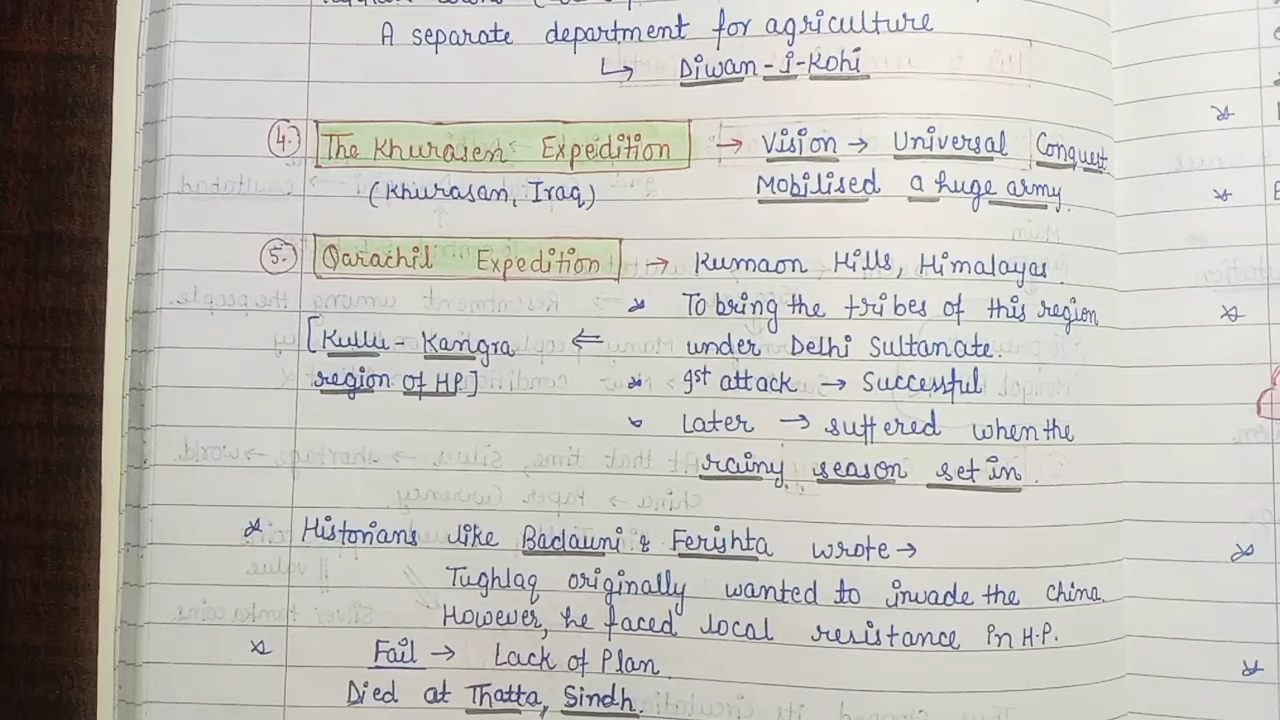 A separate department for agriculture
↳ Diwan-i-Kohi
4. The Khurasen Expedition → Vision → Universal Conquest
(Khurasan, Iraq) Mobilised a huge army.
5. Qarachil Expedition → Kumaon Hills, Himalayas
To bring the tribes of this region
[Kullu - Kangra ⇐ under Delhi Sultanate.
region of HP] Ist attack → Successful
Later → suffered when the
rainy season set in.
Historians like Badauni & Ferishta wrote →
Tughlaq originally wanted to invade the China.
However, he faced local resistance in H.P.
Fail → Lack of Plan
Died at Thatta, Sindh.